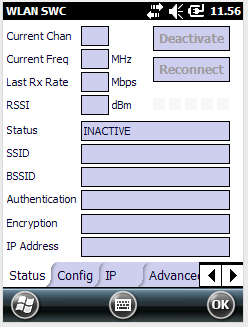 WLAN SWC 11.56
Current Chan Deactivate
Current Freq MHz
Last Rx Rate Mbps Reconnect
RSSI dBm
Status INACTIVE
SSID
BSSID
Authentication
Encryption
IP Address
Status Config IP Advance
OK